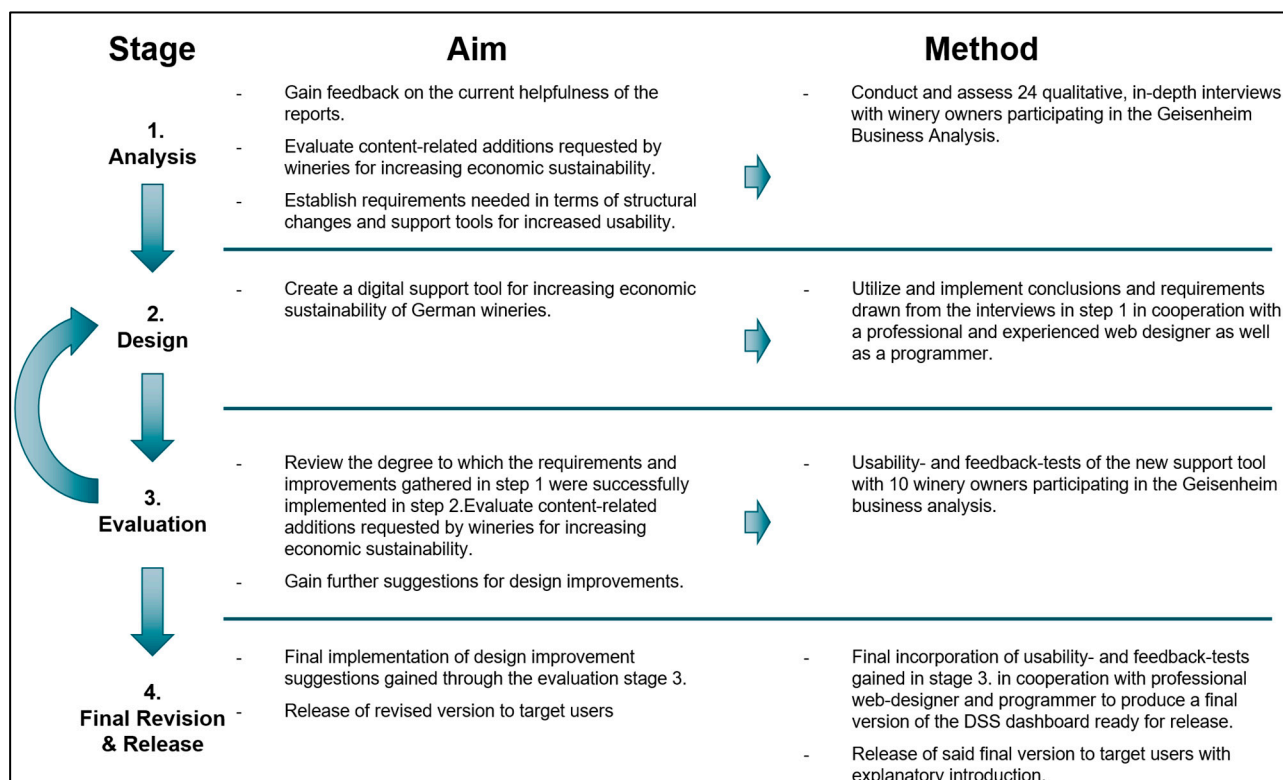 Stage
Aim
Method
1.
Analysis
- Gain feedback on the current helpfulness of the
reports.
- Evaluate content-related additions requested by
wineries for increasing economic sustainability.
- Establish requirements needed in terms of structural
changes and support tools for increased usability.
- Conduct and assess 24 qualitative, in-depth interviews
with winery owners participating in the Geisenheim
Business Analysis.
2.
Design
- Create a digital support tool for increasing economic
sustainability of German wineries.
- Utilize and implement conclusions and requirements
drawn from the interviews in step 1 in cooperation with
a professional and experienced web designer as well
as a programmer.
3.
Evaluation
- Review the degree to which the requirements and
improvements gathered in step 1 were successfully
implemented in step 2.Evaluate content-related
additions requested by wineries for increasing
economic sustainability.
- Gain further suggestions for design improvements.
- Usability- and feedback-tests of the new support tool
with 10 winery owners participating in the Geisenheim
business analysis.
4.
Final Revision
& Release
- Final implementation of design improvement
suggestions gained through the evaluation stage 3.
- Release of revised version to target users
- Final incorporation of usability- and feedback-tests
gained in stage 3. in cooperation with professional
web-designer and programmer to produce a final
version of the DSS dashboard ready for release.
- Release of said final version to target users with
explanatory introduction.